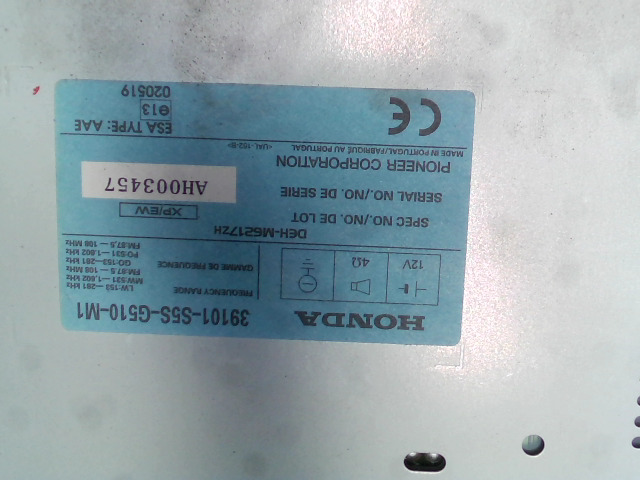 HONDA 39101-S5S-G510-M1
12V 4Ω
FREQUENCY RANGE
GAMME DE FREQUENCE
LW:153-281 kHz
MW:531-1,602 kHz
FM:87.5-108 MHz
GO:153-281 kHz
PO:531-1,602 kHz
FM:87.5-108 MHz
DEH-M6217ZH
SPEC NO./NO. DE LOT XP/EW
SERIAL NO./NO. DE SERIE AH003457
PIONEER CORPORATION
MADE IN PORTUGAL/FABRIQUÉ AU PORTUGAL <UAL-152-B>
CE
ESA TYPE: AAE
e13
020519